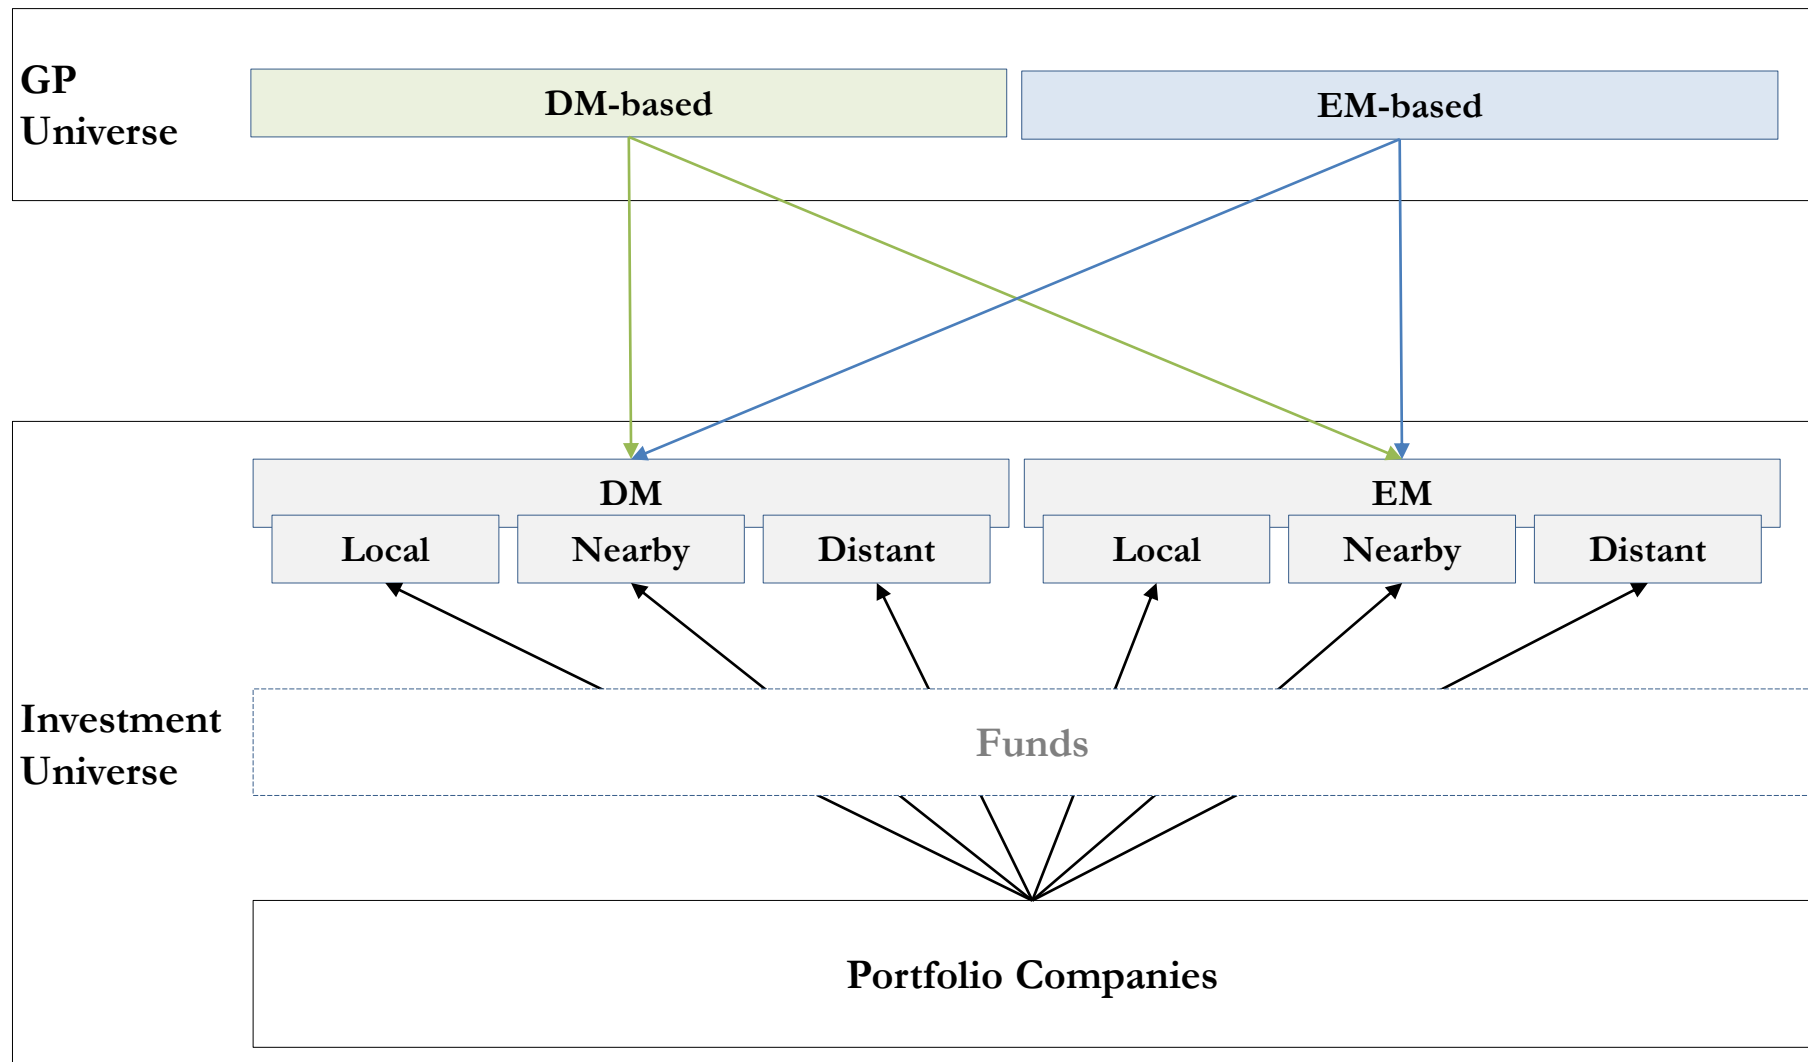 GP
Universe
DM-based
EM-based
DM
EM
Local
Nearby
Distant
Local
Nearby
Distant
Investment
Universe
Funds
Portfolio Companies